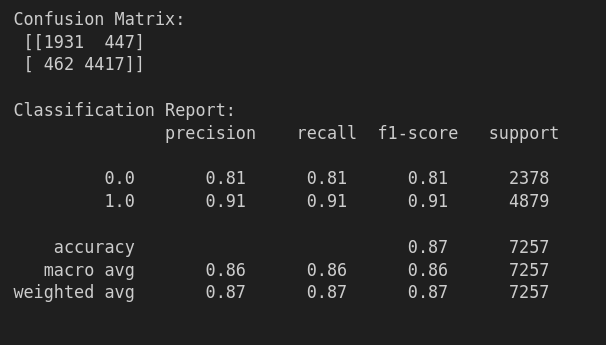 Confusion Matrix:
[[1931  447]
[ 462 4417]]
Classification Report:
precision    recall  f1-score   support
0.0       0.81      0.81      0.81      2378
1.0       0.91      0.91      0.91      4879
accuracy                           0.87      7257
macro avg       0.86      0.86      0.86      7257
weighted avg       0.87      0.87      0.87      7257